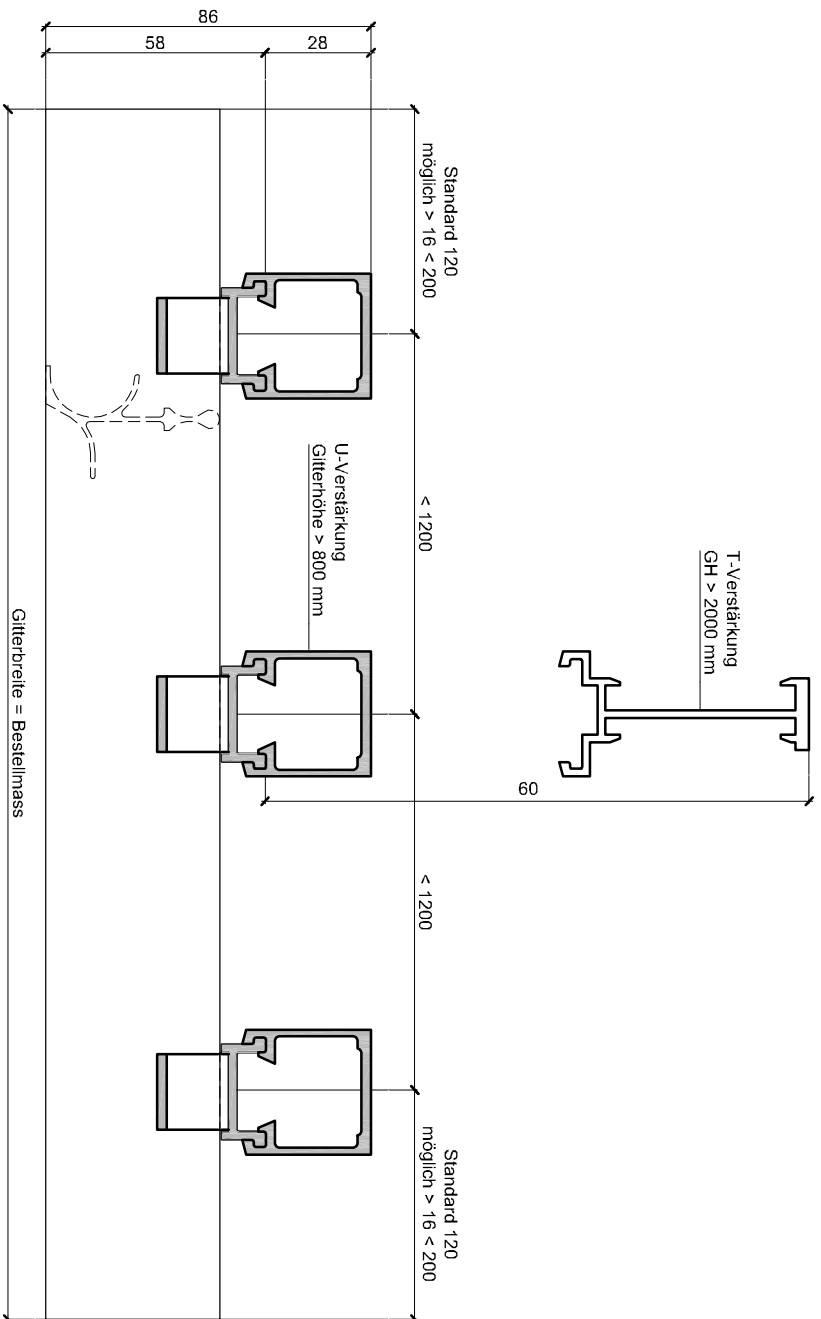 86
58
28
Standard 120
möglich > 16 < 200
< 1200
U-Verstärkung
Gitterhöhe > 800 mm
T-Verstärkung
GH > 2000 mm
60
< 1200
Standard 120
möglich > 16 < 200
Gitterbreite = Bestellmass